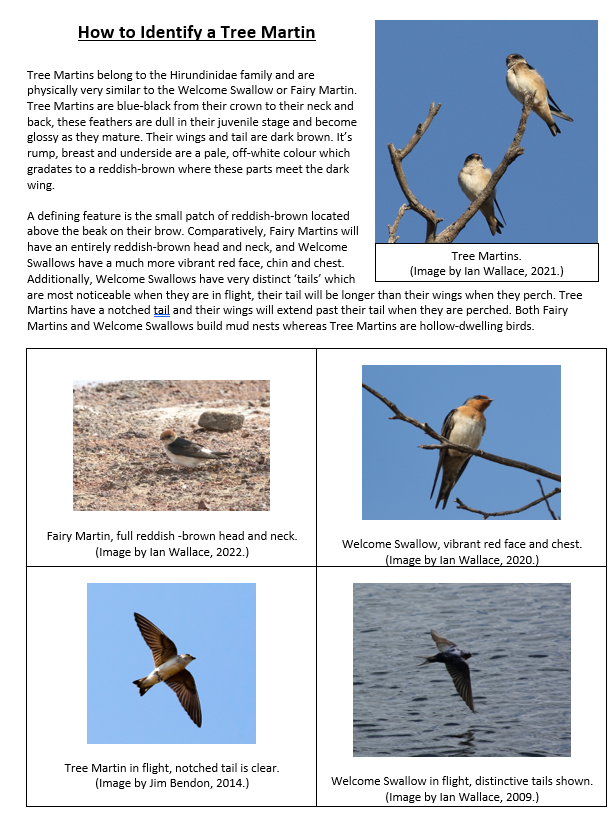 How to Identify a Tree Martin
Tree Martins belong to the Hirundinidae family and are
physically very similar to the Welcome Swallow or Fairy Martin.
Tree Martins are blue-black from their crown to their neck and
back, these feathers are dull in their juvenile stage and become
glossy as they mature. Their wings and tail are dark brown. It's
rump, breast and underside are a pale, off-white colour which
gradates to a reddish-brown where these parts meet the dark
wing.
A defining feature is the small patch of reddish-brown located
above the beak on their brow. Comparatively, Fairy Martins will
have an entirely reddish-brown head and neck, and Welcome
Swallows have a much more vibrant red face, chin and chest.
Additionally, Welcome Swallows have very distinct 'tails' which
are most noticeable when they are in flight, their tail will be longer than their wings when they perch. Tree
Martins have a notched tail and their wings will extend past their tail when they are perched. Both Fairy
Martins and Welcome Swallows build mud nests whereas Tree Martins are hollow-dwelling birds.
Tree Martins.
(Image by Ian Wallace, 2021.)
Fairy Martin, full reddish -brown head and neck.
(Image by Ian Wallace, 2022.)
Welcome Swallow, vibrant red face and chest.
(Image by Ian Wallace, 2020.)
Tree Martin in flight, notched tail is clear.
(Image by Jim Bendon, 2014.)
Welcome Swallow in flight, distinctive tails shown.
(Image by Ian Wallace, 2009.)